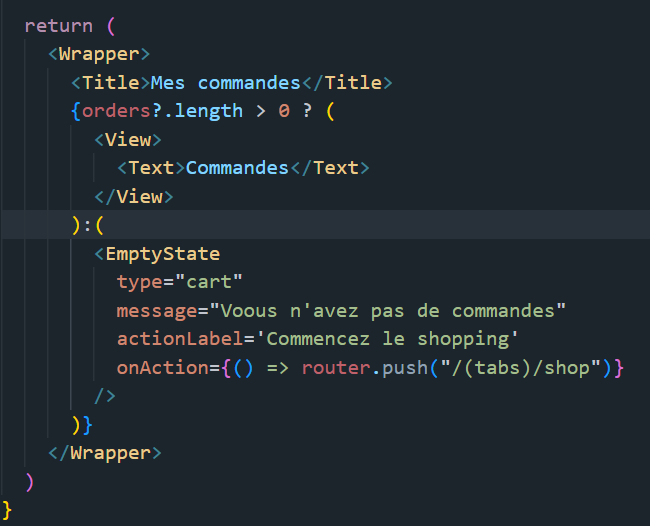 return (
<Wrapper>
<Title>Mes commandes</Title>
{orders?.length > 0 ? (
<View>
<Text>Commandes</Text>
</View>
):(
<EmptyState
type="cart"
message="Voous n'avez pas de commandes"
actionLabel='Commencez le shopping'
onAction={() => router.push("/(tabs)/shop")}
/>
)}
</Wrapper>
)
}